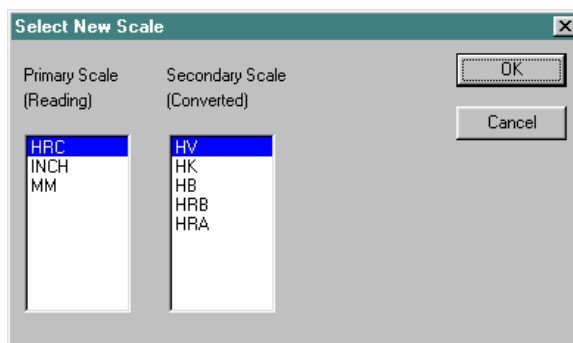 Select New Scale
Primary Scale
(Reading)
Secondary Scale
(Converted)
OK
Cancel
HRC
INCH
MM
HV
HK
HB
HRB
HRA